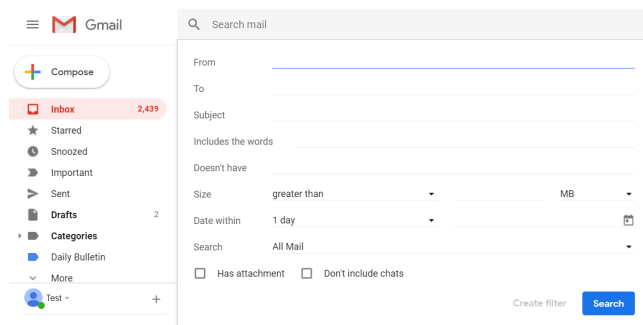 Gmail
Search mail
Compose
Inbox 2,439
Starred
Snoozed
Important
Sent
Drafts 2
Categories
Daily Bulletin
More
Test
From
To
Subject
Includes the words
Doesn't have
Size greater than MB
Date within 1 day
Search All Mail
Has attachment Don't include chats
Create filter Search